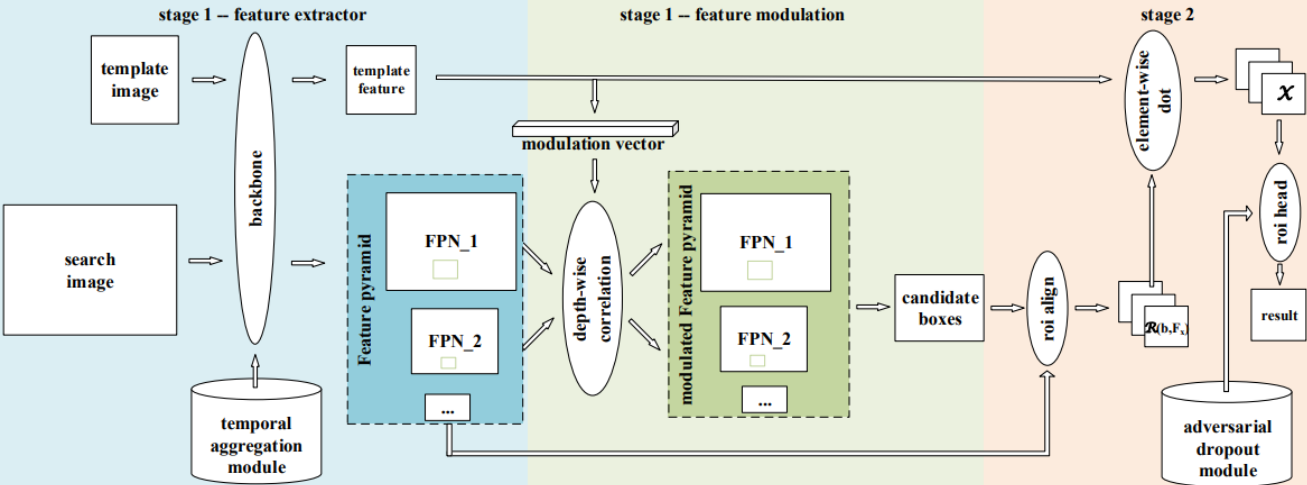 stage 1 -- feature extractor
stage 1 -- feature modulation
stage 2
template
image
backbone
template
feature
search
image
temporal
aggregation
module
Feature pyramid
FPN_1
FPN_2
...
modulation vector
depth-wise
correlation
modulated Feature pyramid
FPN_1
FPN_2
...
candidate
boxes
roi align
ℛ(b,Fₓ)
element-wise
dot
𝒳
roi head
result
adversarial
dropout
module